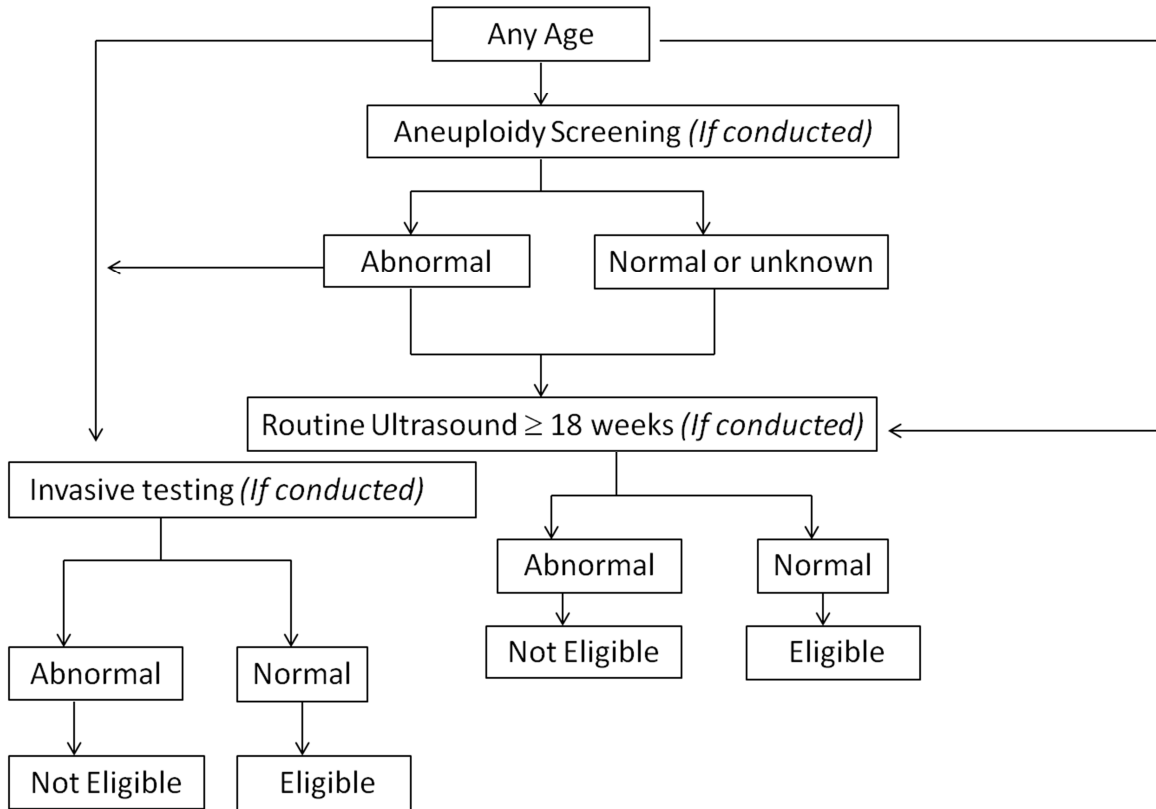 Any Age
Aneuploidy Screening (If conducted)
Abnormal
Normal or unknown
Routine Ultrasound ≥ 18 weeks (If conducted)
Invasive testing (If conducted)
Abnormal
Normal
Not Eligible
Eligible
Abnormal
Normal
Not Eligible
Eligible